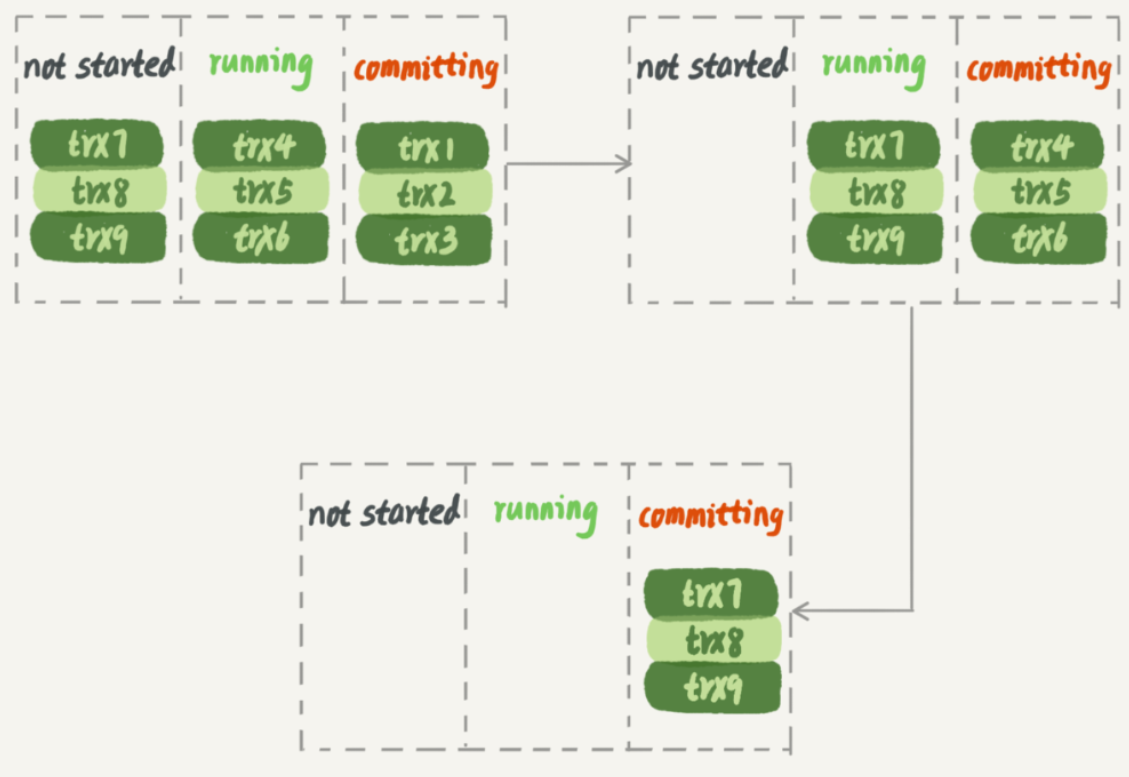 not started running committing
trx7 trx4 trx1
trx8 trx5 trx2
trx9 trx6 trx3
not started running committing
trx7 trx4
trx8 trx5
trx9 trx6
not started running committing
trx7
trx8
trx9